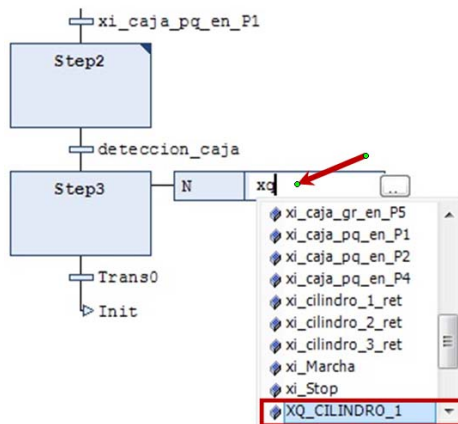 xi_caja_pq_en_P1
Step2
deteccion_caja
Step3
N
xq
...
Trans0
Init
xi_caja_gr_en_P5
xi_caja_pq_en_P1
xi_caja_pq_en_P2
xi_caja_pq_en_P4
xi_cilindro_1_ret
xi_cilindro_2_ret
xi_cilindro_3_ret
xi_Marcha
xi_Stop
XQ_CILINDRO_1